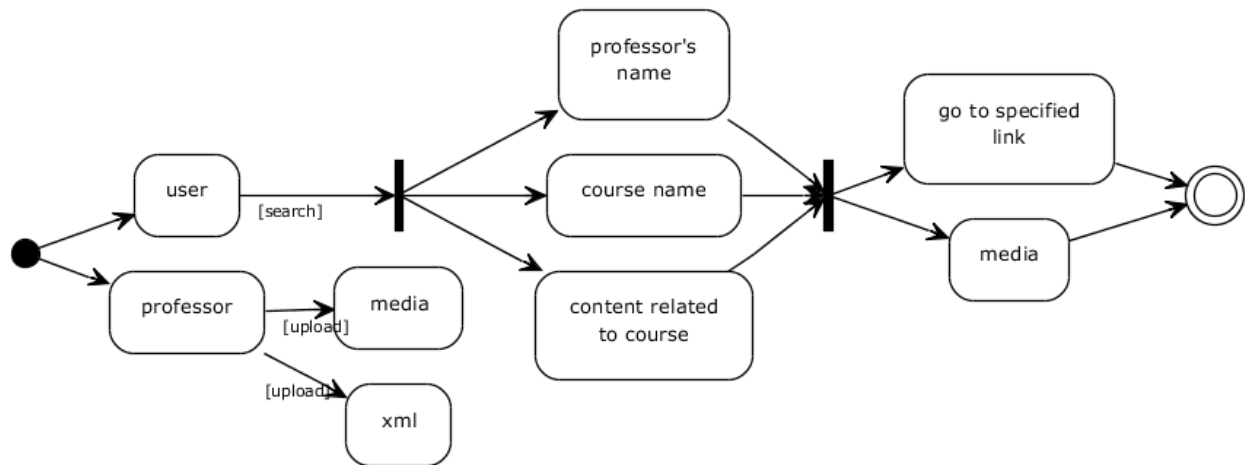 professor's
name
go to specified
link
user
[search]
course name
professor
media
[upload]
media
content related
to course
[upload]
xml